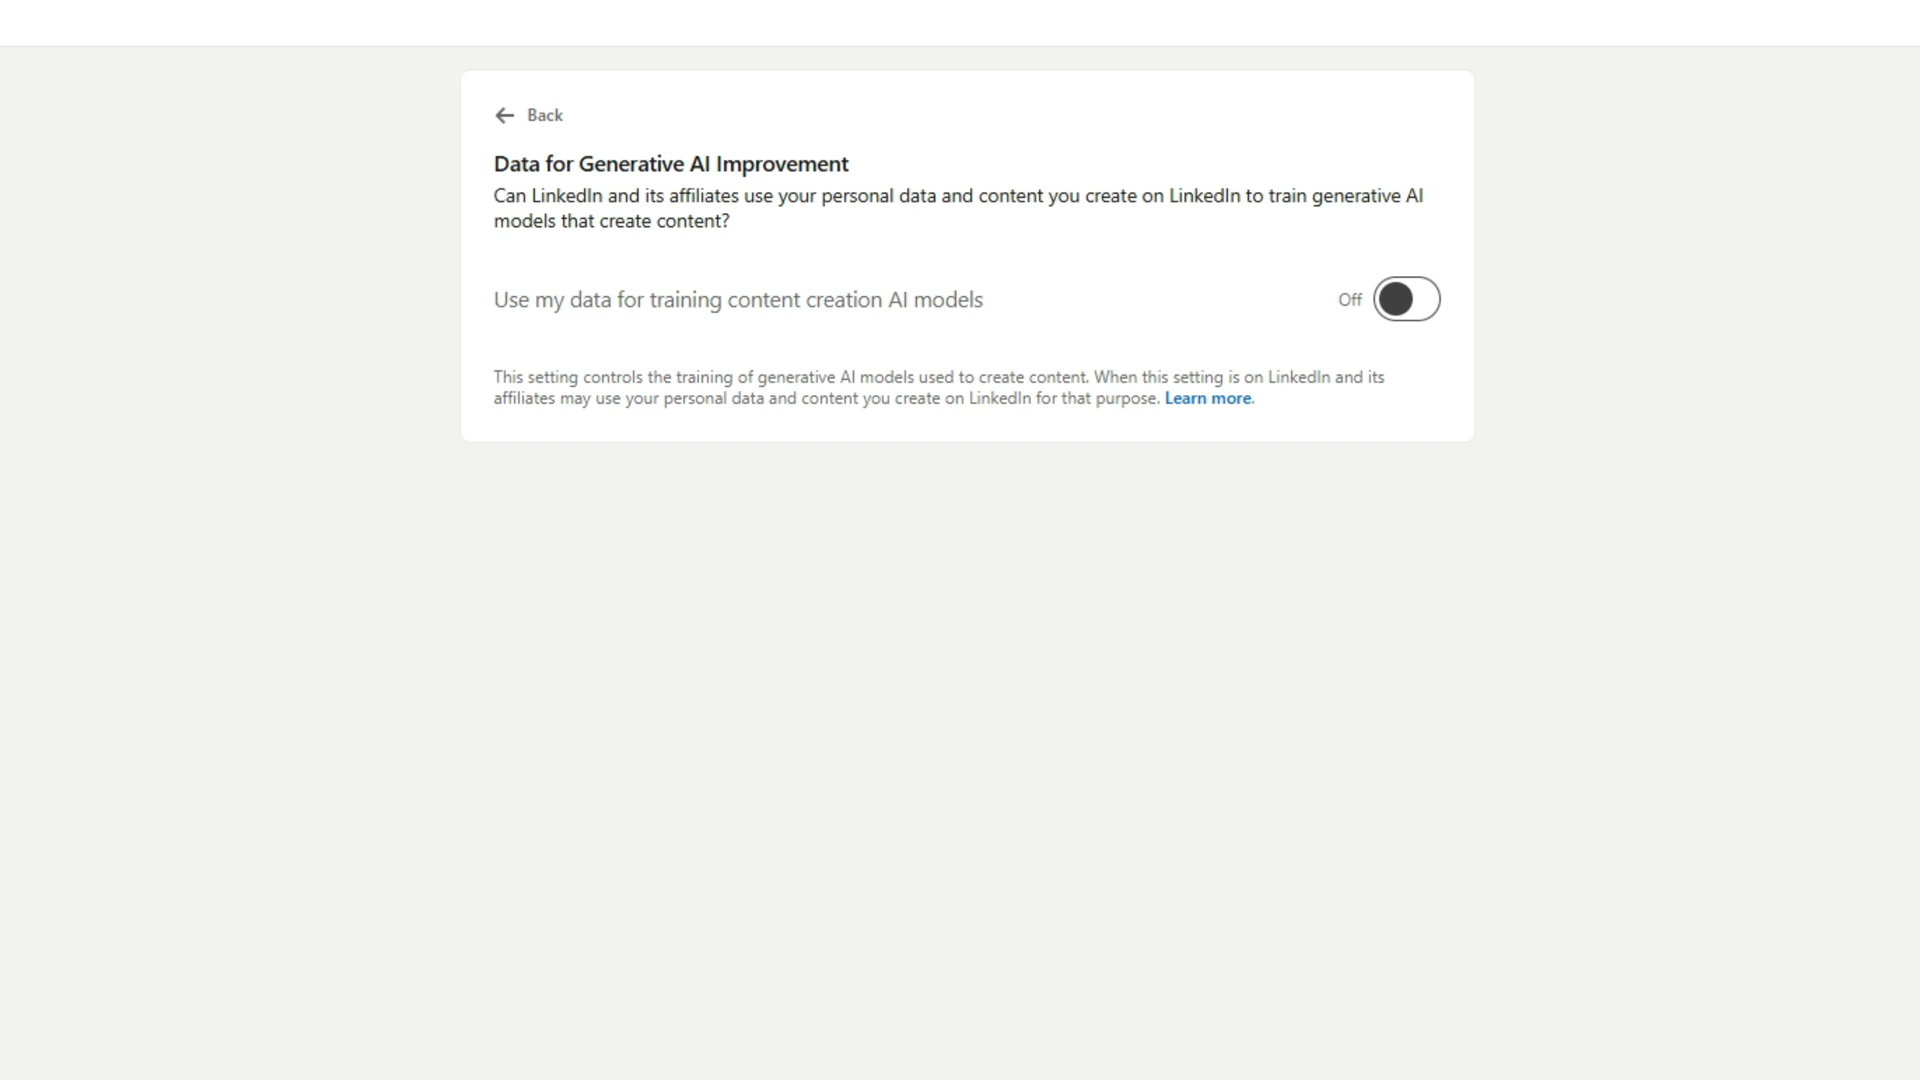 Back
Data for Generative AI Improvement
Can LinkedIn and its affiliates use your personal data and content you create on LinkedIn to train generative AI
models that create content?
Use my data for training content creation AI models
Off
This setting controls the training of generative AI models used to create content. When this setting is on LinkedIn and its
affiliates may use your personal data and content you create on LinkedIn for that purpose. Learn more.